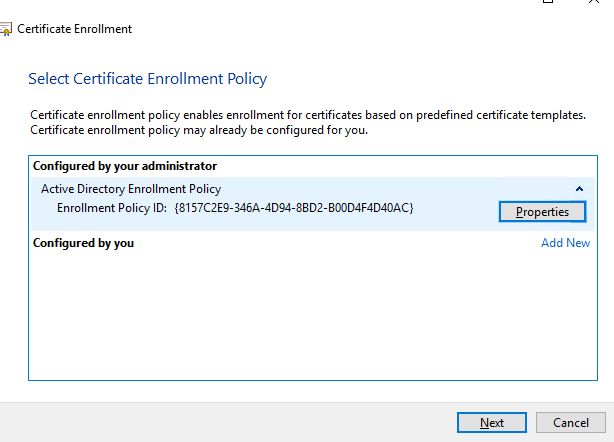 Certificate Enrollment
Select Certificate Enrollment Policy
Certificate enrollment policy enables enrollment for certificates based on predefined certificate templates.
Certificate enrollment policy may already be configured for you.
Configured by your administrator
Active Directory Enrollment Policy
Enrollment Policy ID: {8157C2E9-346A-4D94-8BD2-B00D4F4D40AC}
Properties
Configured by you
Add New
Next
Cancel